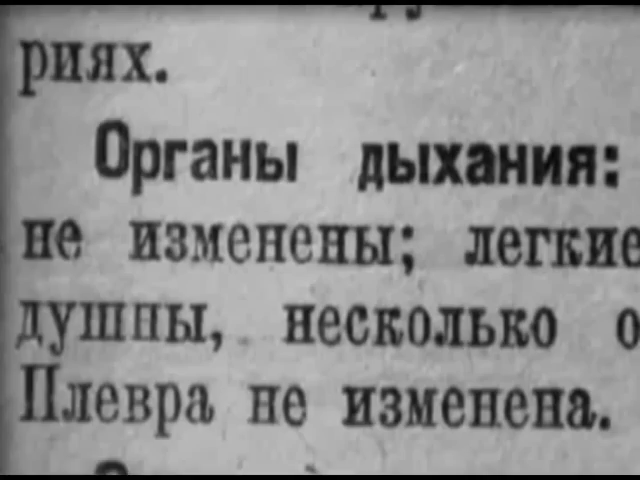 риях.
Органы дыхания:
не изменены; легкие
душны, несколько о
Плевра не изменена.